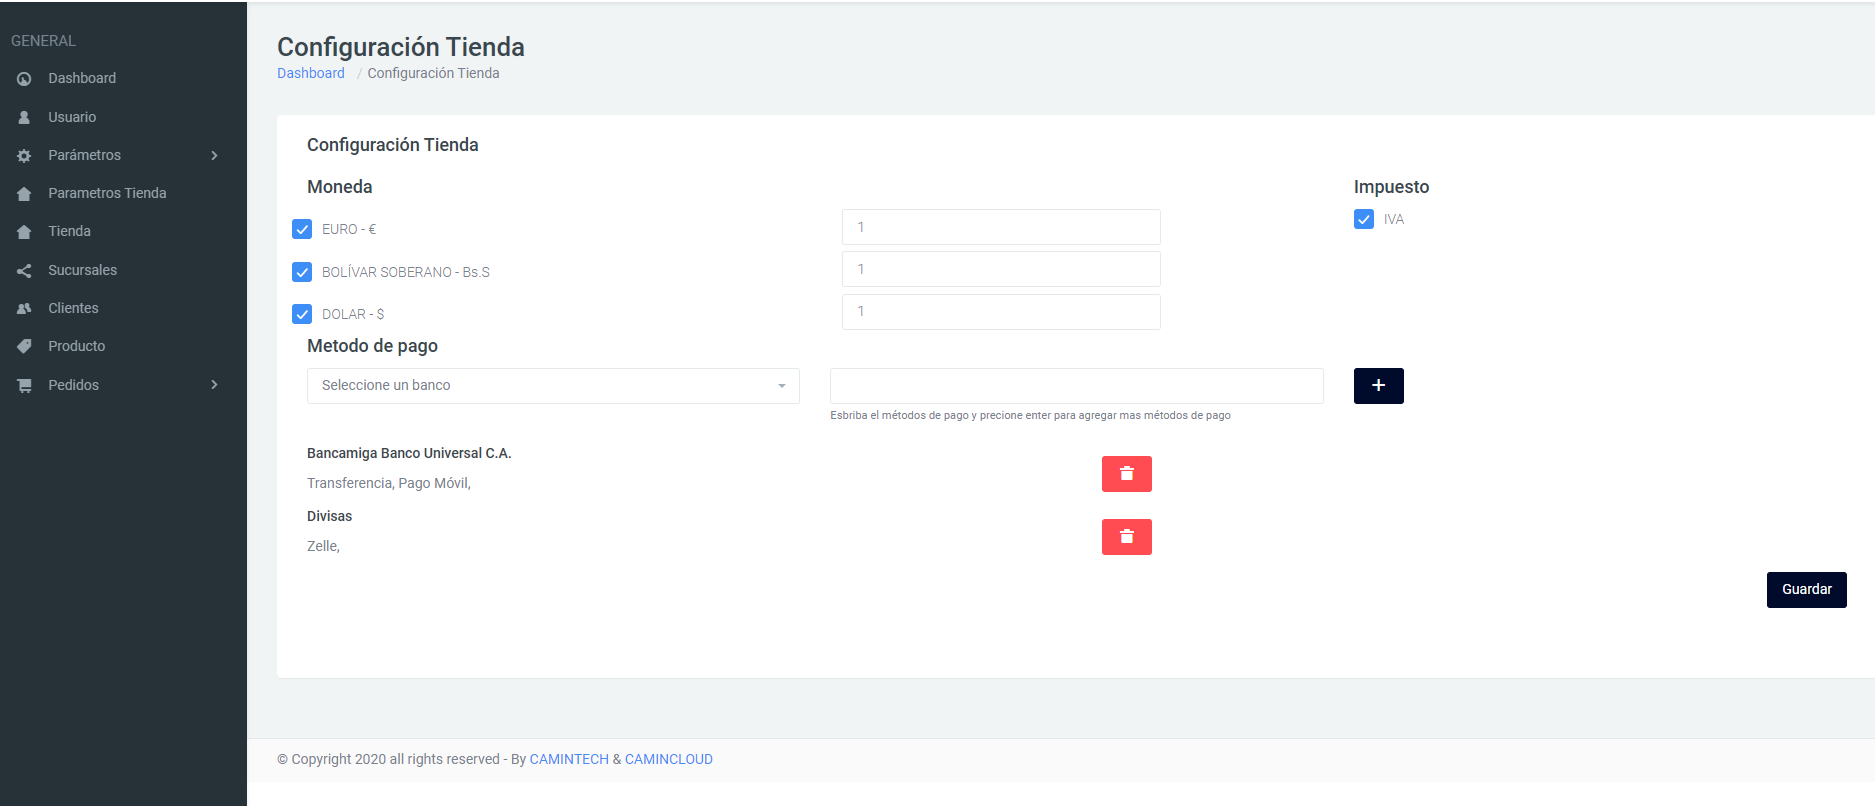 GENERAL
Dashboard
Usuario
Parámetros
Parametros Tienda
Tienda
Sucursales
Clientes
Producto
Pedidos
Configuración Tienda
Dashboard / Configuración Tienda
Configuración Tienda
Moneda
EURO - € 1
BOLÍVAR SOBERANO - Bs.S 1
DOLAR - $ 1
Impuesto
IVA
Metodo de pago
Seleccione un banco
+
Esbriba el métodos de pago y precione enter para agregar mas métodos de pago
Bancamiga Banco Universal C.A.
Transferencia, Pago Móvil,
Divisas
Zelle,
Guardar
© Copyright 2020 all rights reserved - By CAMINTECH & CAMINCLOUD